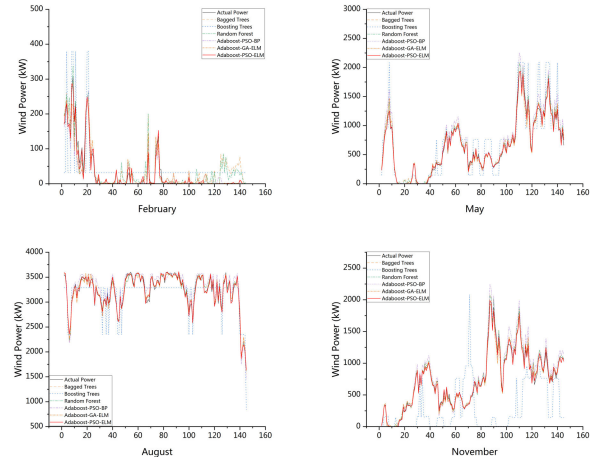 500
400
300
200
100
0
Wind Power (kW)
Actual Power
Bagged Trees
Boosting Trees
Random Forest
Adaboost-PSO-BP
Adaboost-GA-ELM
Adaboost-PSO-ELM
0 20 40 60 80 100 120 140 160
February
3000
2500
2000
1500
1000
500
0
Wind Power (kW)
Actual Power
Bagged Trees
Boosting Trees
Random Forest
Adaboost-PSO-BP
Adaboost-GA-ELM
Adaboost-PSO-ELM
0 20 40 60 80 100 120 140 160
May
4000
3500
3000
2500
2000
1500
1000
500
Wind Power (kW)
Actual Power
Bagged Trees
Boosting Trees
Random Forest
Adaboost-PSO-BP
Adaboost-GA-ELM
Adaboost-PSO-ELM
0 20 40 60 80 100 120 140 160
August
2500
2000
1500
1000
500
0
Wind Power (kW)
Actual Power
Bagged Trees
Boosting Trees
Random Forest
Adaboost-PSO-BP
Adaboost-GA-ELM
Adaboost-PSO-ELM
0 20 40 60 80 100 120 140 160
November